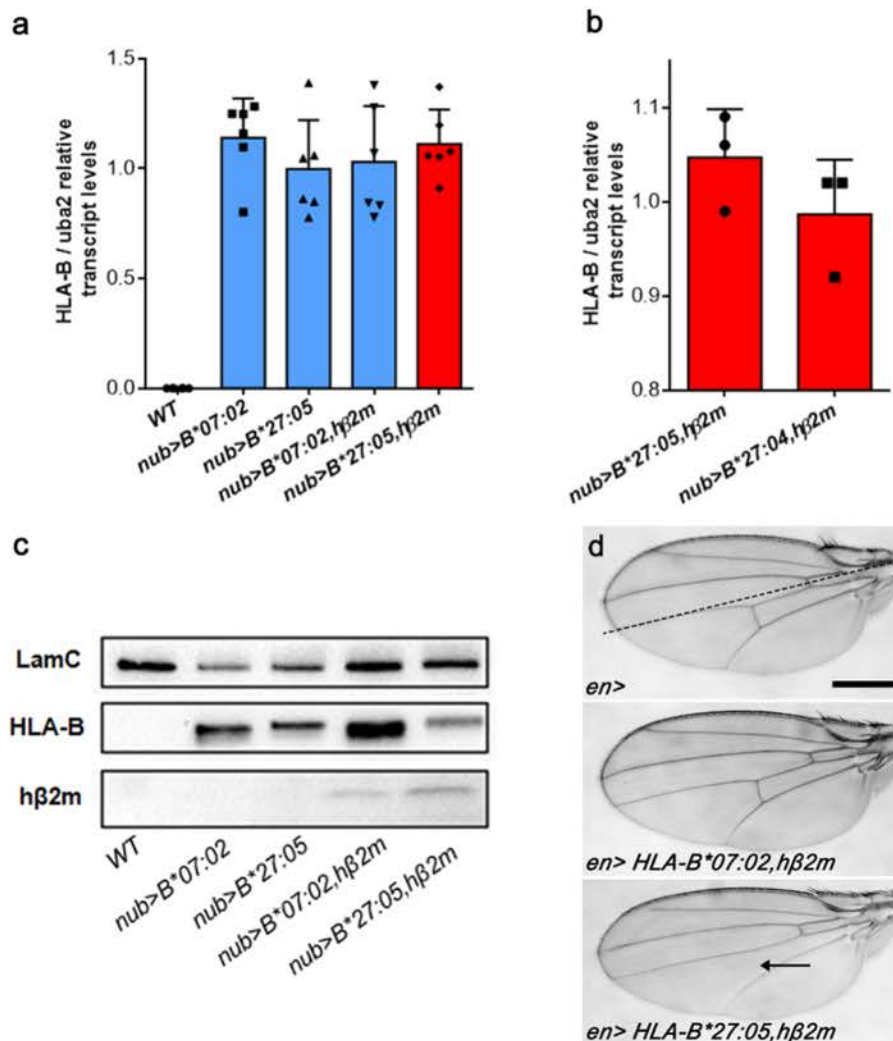 a
HLA-B / uba2 relative
transcript levels
1.5
1.0
0.5
0.0
WT
nub>B*07:02
nub>B*27:05
nub>B*07:02,hβ2m
nub>B*27:05,hβ2m
b
HLA-B / uba2 relative
transcript levels
1.1
1.0
0.9
0.8
nub>B*27:05,hβ2m
nub>B*27:04,hβ2m
c
LamC
HLA-B
hβ2m
WT
nub>B*07:02
nub>B*27:05
nub>B*07:02,hβ2m
nub>B*27:05,hβ2m
d
en>
en> HLA-B*07:02,hβ2m
en> HLA-B*27:05,hβ2m